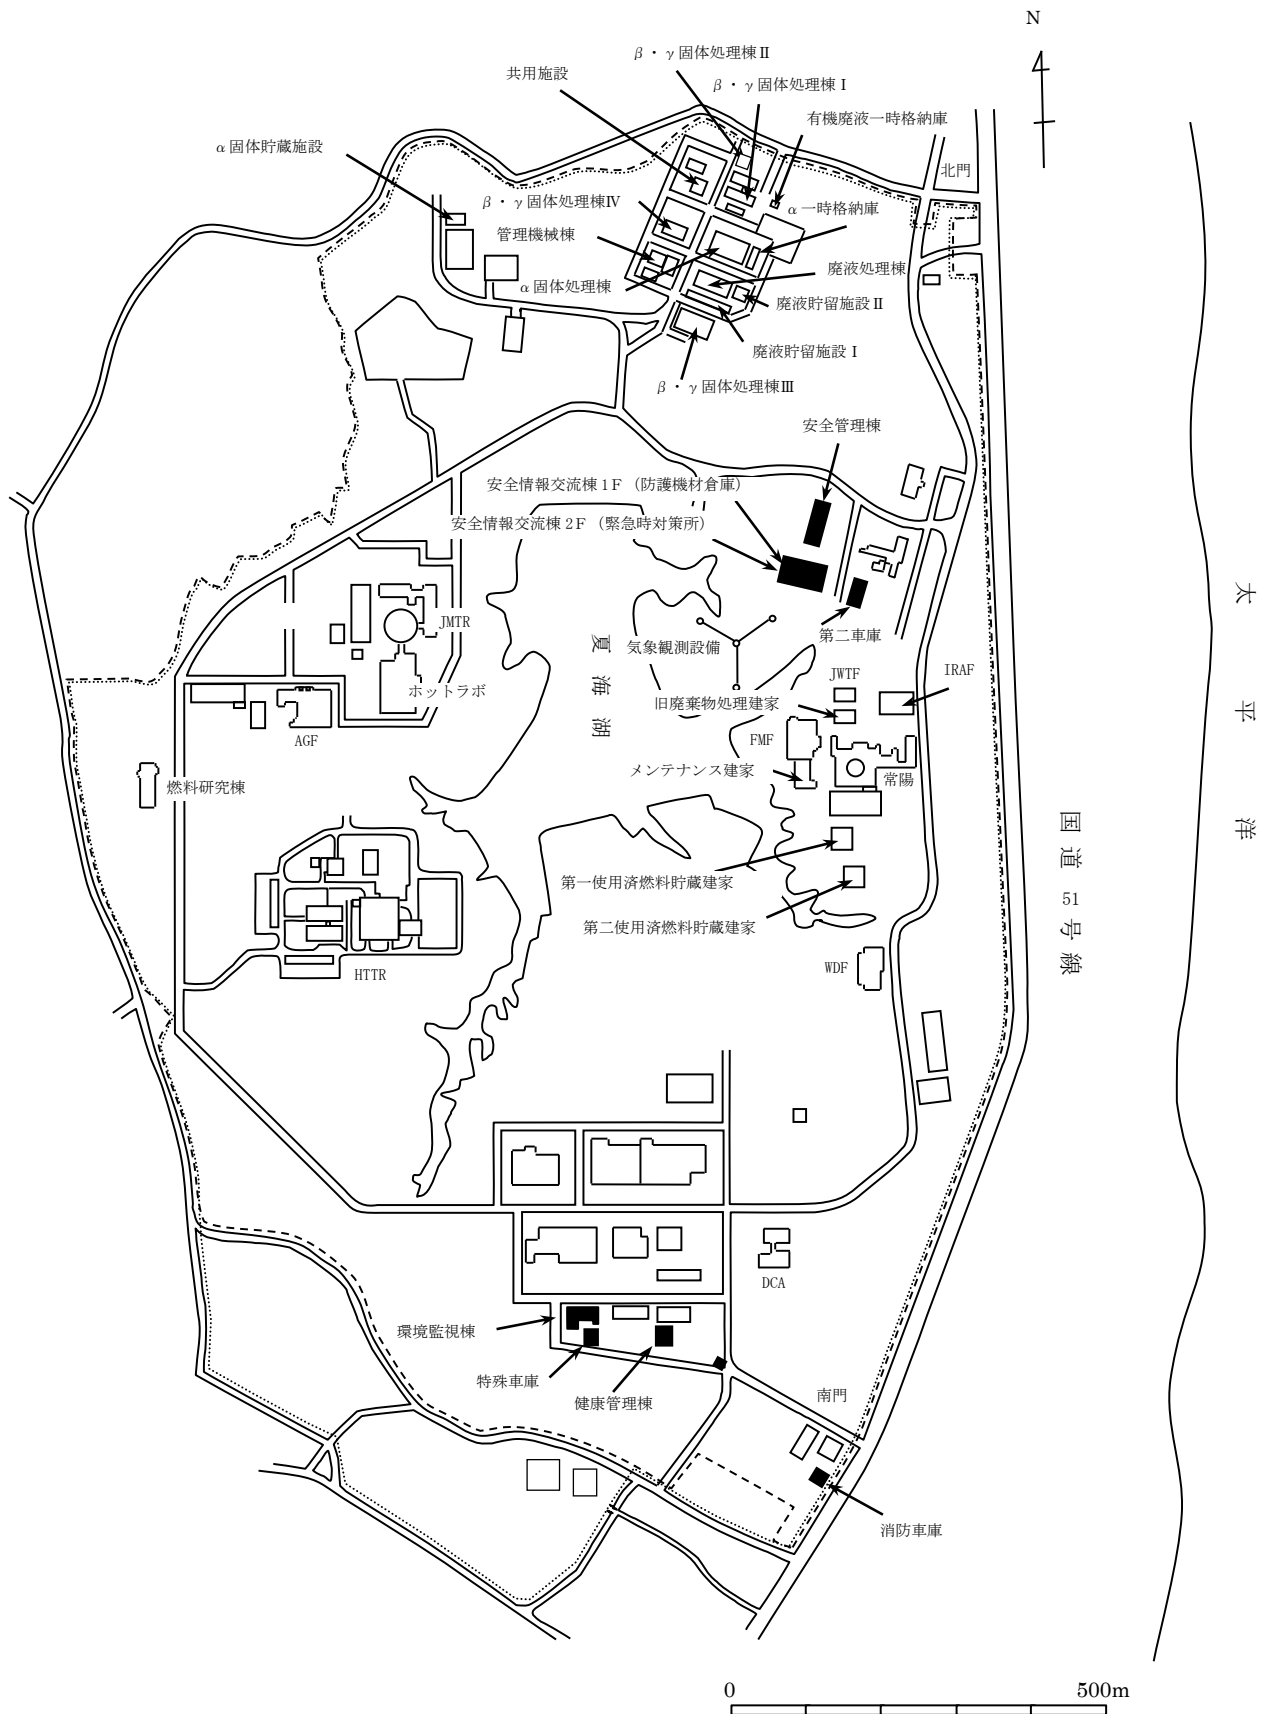 N
β・γ固体処理棟Ⅱ
共用施設
β・γ固体処理棟Ⅰ
有機廃液一時格納庫
α固体貯蔵施設
北門
β・γ固体処理棟Ⅳ
α一時格納庫
管理機械棟
廃液処理棟
α固体処理棟
廃液貯留施設Ⅱ
廃液貯留施設Ⅰ
β・γ固体処理棟Ⅲ
安全管理棟
安全情報交流棟1F(防護機材倉庫)
安全情報交流棟2F(緊急時対策所)
太平洋
JMTR
第二車庫
夏海湖
気象観測設備
JWTF
IRAF
ホットラボ
旧廃棄物処理建家
AGF
FMF
メンテナンス建家
常陽
燃料研究棟
国道51号線
第一使用済燃料貯蔵建家
第二使用済燃料貯蔵建家
WDF
HTTR
DCA
環境監視棟
特殊車庫
健康管理棟
南門
消防車庫
0
500m